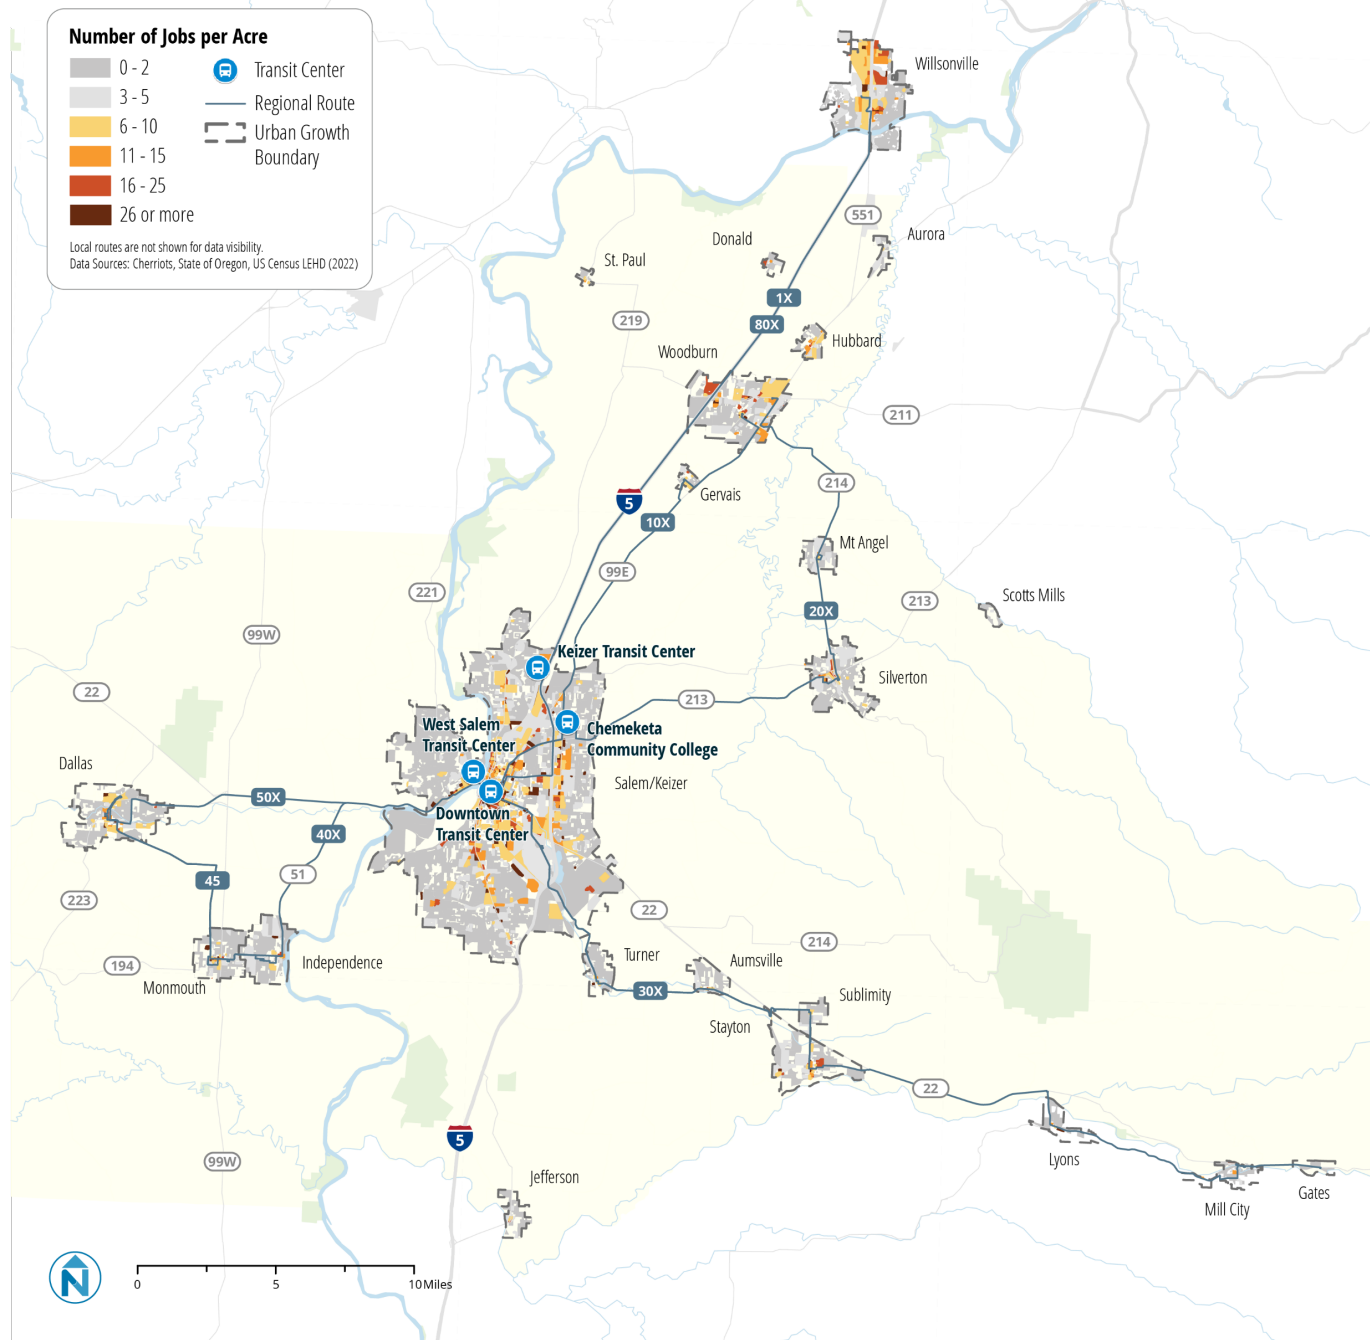 Number of Jobs per Acre
0 - 2
3 - 5
6 - 10
11 - 15
16 - 25
26 or more
Transit Center
Regional Route
Urban Growth
Boundary
Local routes are not shown for data visibility.
Data Sources: Cherriots, State of Oregon, US Census LEHD (2022)
Willsonville
551
Aurora
Donald
St. Paul
1X
219
80X
Hubbard
Woodburn
211
214
Gervais
5
10X
Mt Angel
99E
221
Scotts Mills
213
20X
99W
Keizer Transit Center
Silverton
22
213
West Salem
Transit Center
Chemeketa
Community College
Dallas
Salem/Keizer
50X
Downtown
Transit Center
40X
51
45
223
22
214
Turner
Aumsville
Independence
194
Monmouth
30X
Sublimity
Stayton
22
5
Lyons
99W
Jefferson
Gates
Mill City
N
0
5
10 Miles